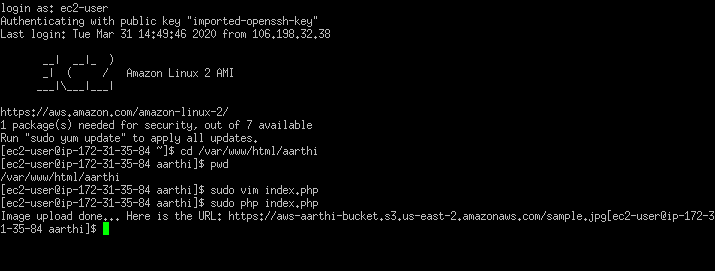 login as: ec2-user
Authenticating with public key "imported-openssh-key"
Last login: Tue Mar 31 14:49:46 2020 from 106.198.32.38
__|  __|_  )
_|  (     /   Amazon Linux 2 AMI
___|\___|___|
https://aws.amazon.com/amazon-linux-2/
1 package(s) needed for security, out of 7 available
Run "sudo yum update" to apply all updates.
[ec2-user@ip-172-31-35-84 ~]$ cd /var/www/html/aarthi
[ec2-user@ip-172-31-35-84 aarthi]$ pwd
/var/www/html/aarthi
[ec2-user@ip-172-31-35-84 aarthi]$ sudo vim index.php
[ec2-user@ip-172-31-35-84 aarthi]$ sudo php index.php
Image upload done... Here is the URL: https://aws-aarthi-bucket.s3.us-east-2.amazonaws.com/sample.jpg[ec2-user@ip-172-3
1-35-84 aarthi]$